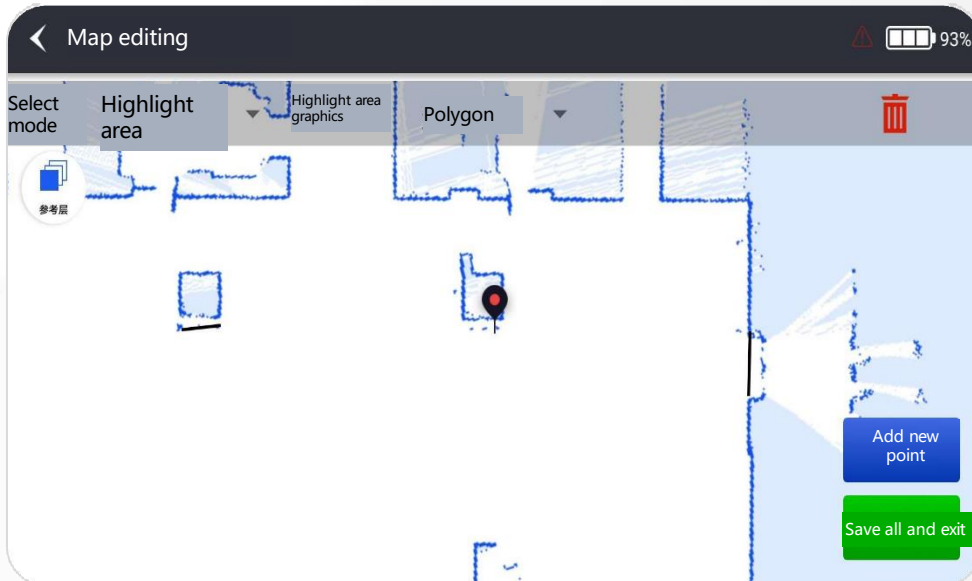 Map editing
93%
Select
mode
Highlight
area
Highlight area
graphics
Polygon
参考层
Add new
point
Save all and exit